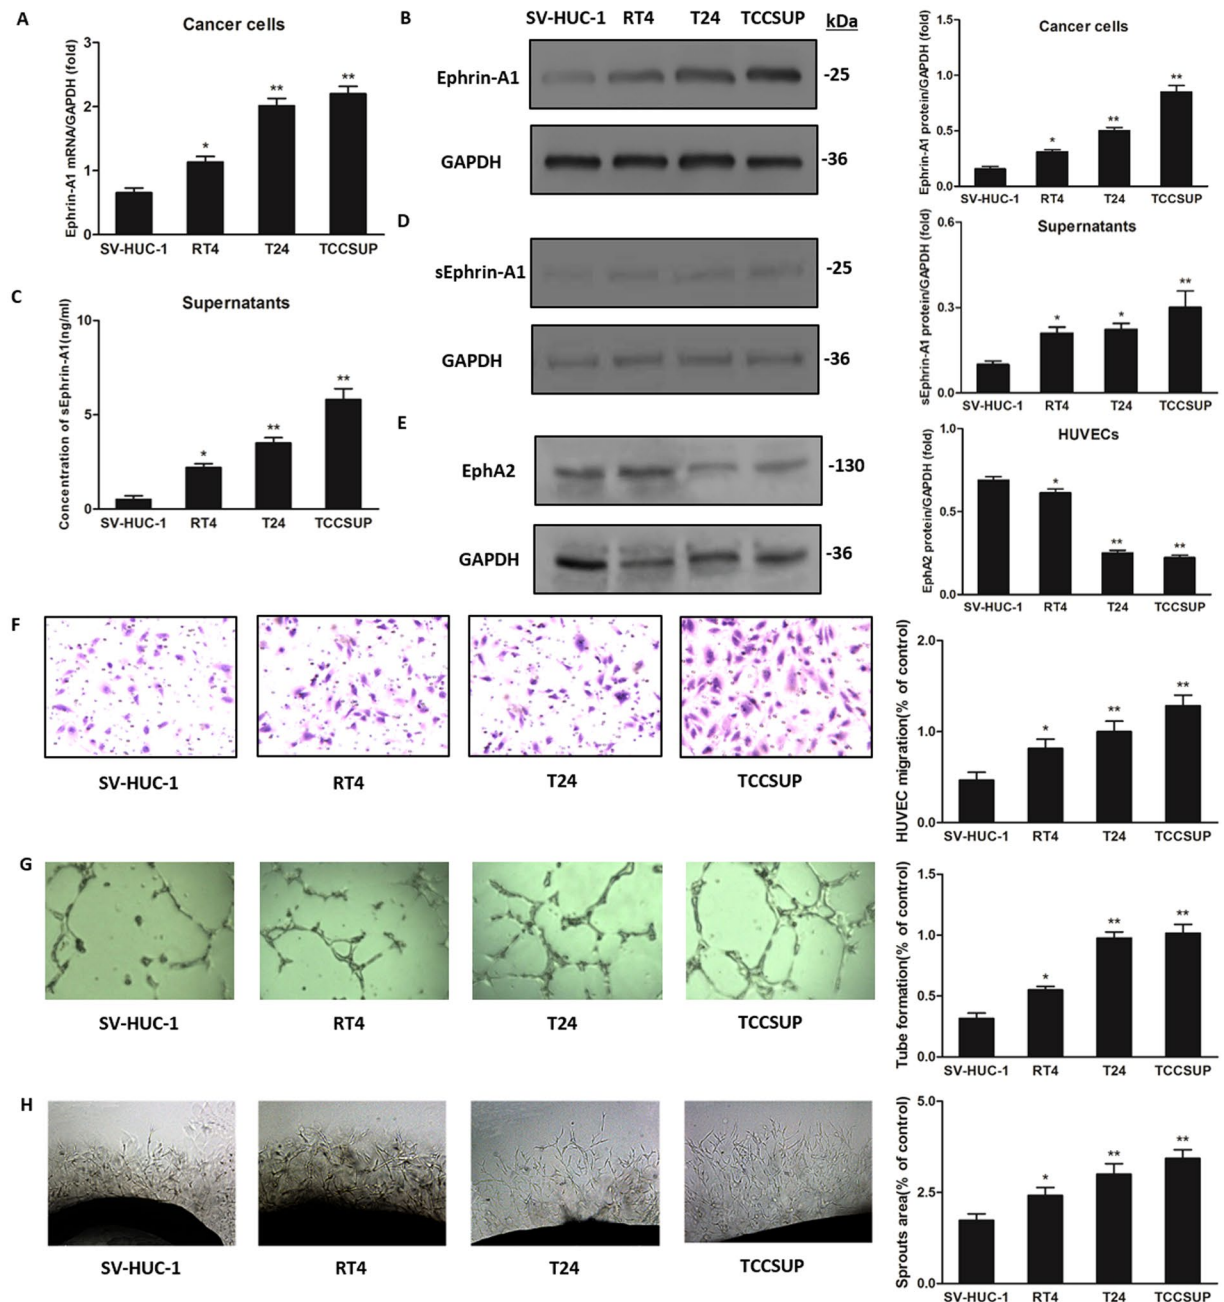 A
Cancer cells
Ephrin-A1 mRNA/GAPDH (fold)
3
2
1
0
*
**
**
SV-HUC-1 RT4 T24 TCCSUP
B
SV-HUC-1 RT4 T24 TCCSUP kDa
Ephrin-A1
-25
GAPDH
-36
Cancer cells
Ephrin-A1 protein/GAPDH (fold)
1.5
1.0
0.5
0.0
*
**
**
SV-HUC-1 RT4 T24 TCCSUP
C
Supernatants
Concentration of sEphrin-A1(ng/ml)
10
5
0
*
**
**
SV-HUC-1 RT4 T24 TCCSUP
D
sEphrin-A1
-25
GAPDH
-36
Supernatants
sEphrin-A1 protein/GAPDH (fold)
0.6
0.3
0.0
*
*
**
SV-HUC-1 RT4 T24 TCCSUP
E
EphA2
-130
GAPDH
-36
HUVECs
EphA2 protein/GAPDH (fold)
1.0
0.5
0.0
*
**
**
SV-HUC-1 RT4 T24 TCCSUP
F
SV-HUC-1 RT4 T24 TCCSUP
HUVEC migration(% of control)
2.0
1.0
0.0
*
**
**
SV-HUC-1 RT4 T24 TCCSUP
G
SV-HUC-1 RT4 T24 TCCSUP
Tube formation(% of control)
1.5
1.0
0.5
0.0
*
**
**
SV-HUC-1 RT4 T24 TCCSUP
H
SV-HUC-1 RT4 T24 TCCSUP
Sprouts area(% of control)
5.0
2.5
0.0
*
**
**
SV-HUC-1 RT4 T24 TCCSUP